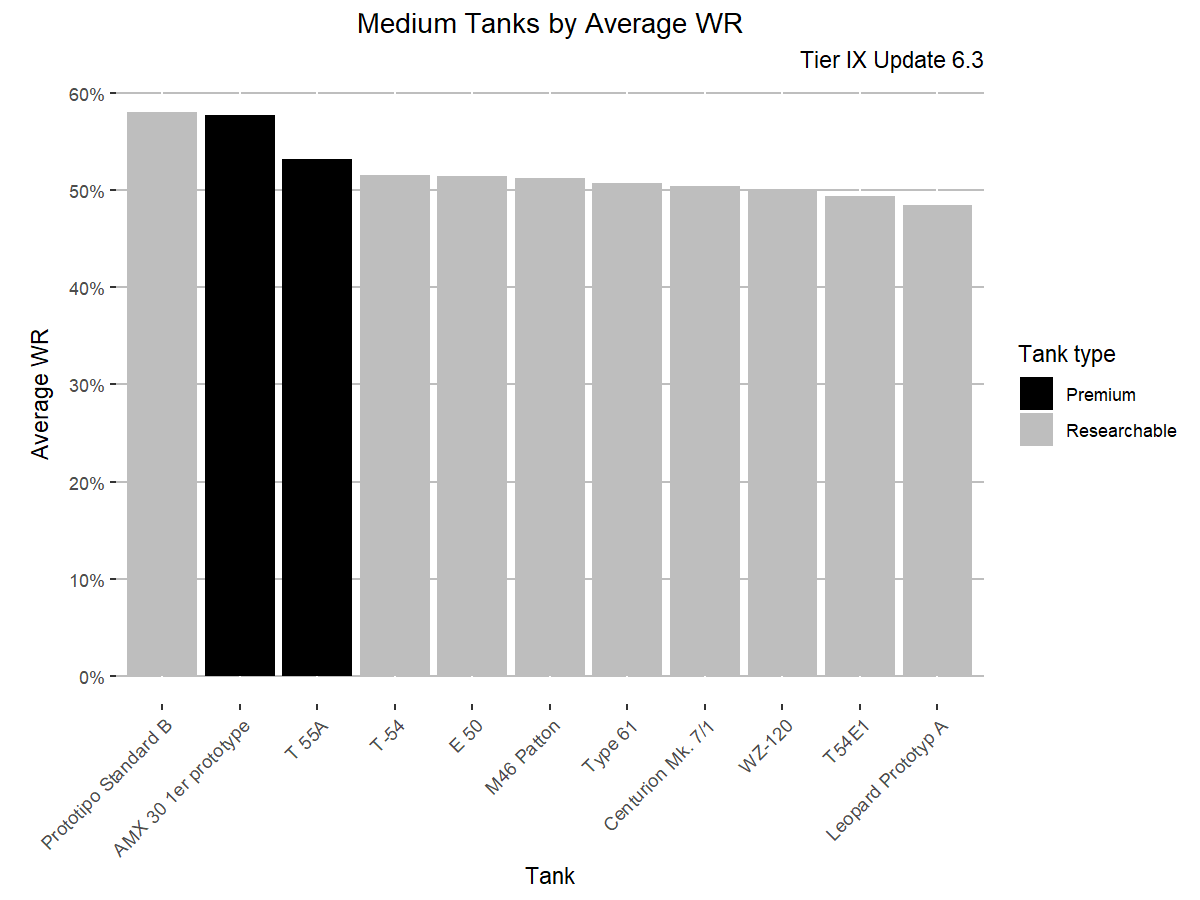 Medium Tanks by Average WR
Tier IX Update 6.3
60%
50%
40%
30%
20%
10%
0%
Average WR
Prototipo Standard B
AMX 30 1er prototype
T 55A
T-54
E 50
M46 Patton
Type 61
Centurion Mk. 7/1
WZ-120
T54E1
Leopard Prototyp A
Tank
Tank type
Premium
Researchable